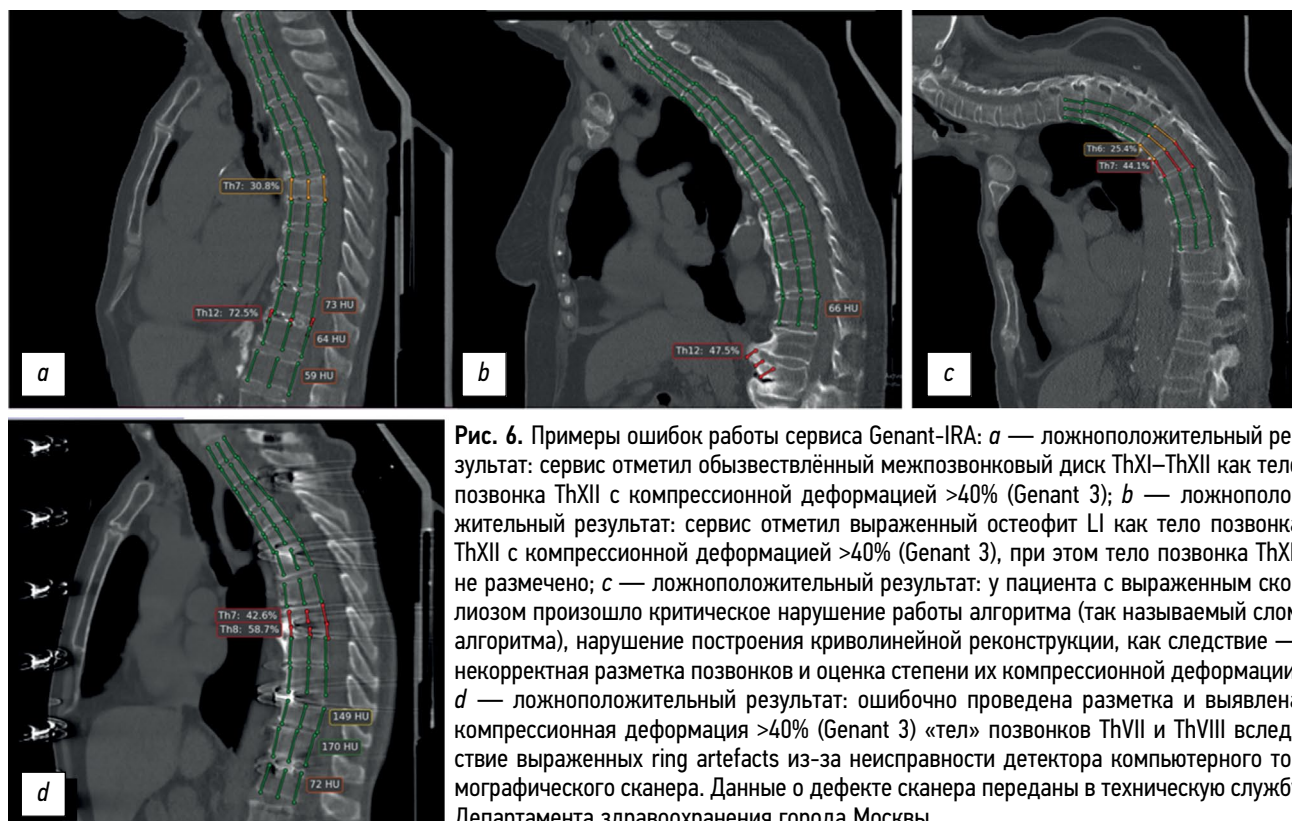 Th7: 30.8%
Th12: 72.5%
73 HU
64 HU
59 HU
a
66 HU
Th12: 47.5%
b
Th6: 25.4%
Th7: 44.1%
c
Th7: 42.6%
Th8: 58.7%
149 HU
170 HU
72 HU
d
Рис. 6. Примеры ошибок работы сервиса Genant-IRA: a — ложноположительный ре
зультат: сервис отметил обызвествлённый межпозвонковый диск ThXI–ThXII как тело
позвонка ThXII с компрессионной деформацией >40% (Genant 3); b — ложнополо
жительный результат: сервис отметил выраженный остеофит LI как тело позвонка
ThXII с компрессионной деформацией >40% (Genant 3), при этом тело позвонка ThXI
не размечено; c — ложноположительный результат: у пациента с выраженным ско
лиозом произошло критическое нарушение работы алгоритма (так называемый слом
алгоритма), нарушение построения криволинейной реконструкции, как следствие —
некорректная разметка позвонков и оценка степени их компрессионной деформации
d — ложноположительный результат: ошибочно проведена разметка и выявлена
компрессионная деформация >40% (Genant 3) «тел» позвонков ThVII и ThVIII вслед
ствие выраженных ring artefacts из-за неисправности детектора компьютерного то
мографического сканера. Данные о дефекте сканера переданы в техническую службу
Департамента здравоохранения города Москвы